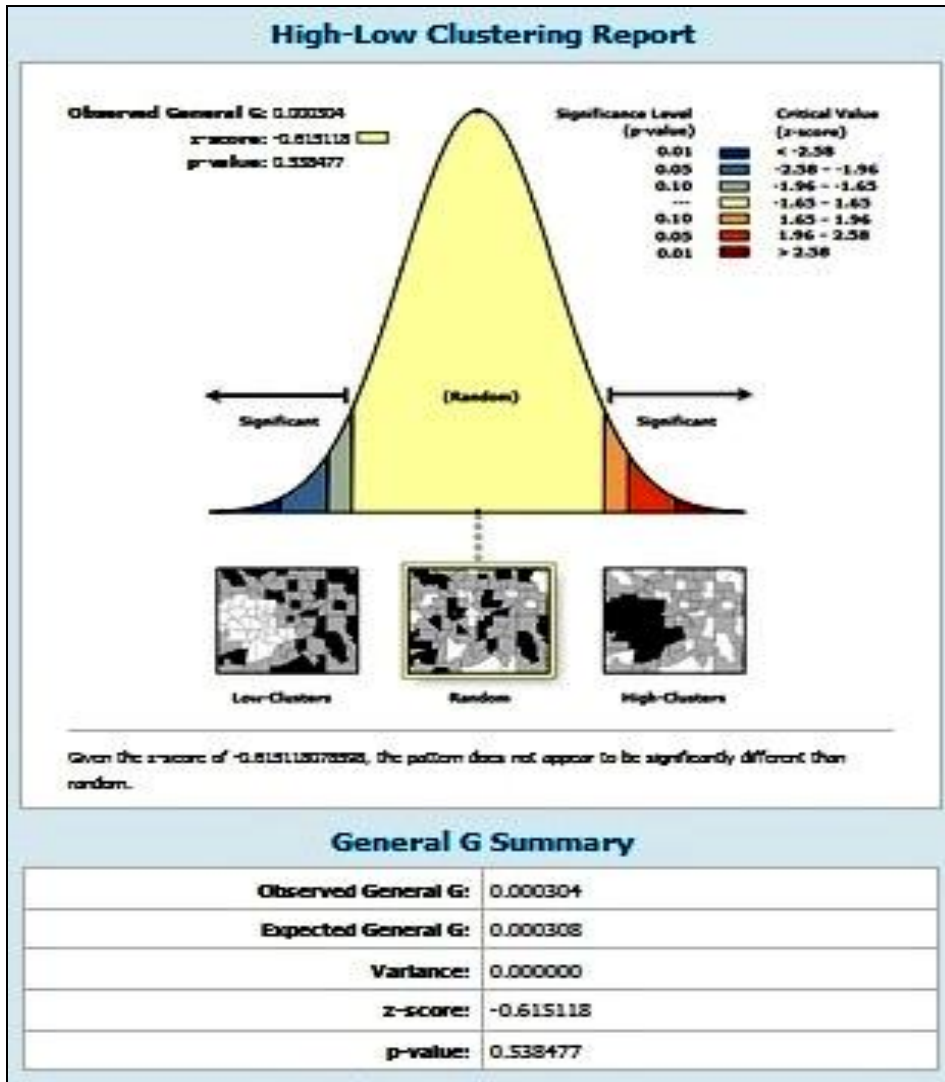 High-Low Clustering Report
Observed General G: 0.000304
z-score: -0.615118
p-value: 0.538477
Significance Level
(p-value)
Critical Value
(z-score)
0.01 < -2.58
0.05 -2.58 - -1.96
0.10 -1.96 - -1.65
--- -1.65 - 1.65
0.10 1.65 - 1.96
0.05 1.96 - 2.58
0.01 > 2.58
Significant
(Random)
Significant
Low-Clusters
Random
High-Clusters
Given the z-score of the pattern does not appear to be significantly different than
random.
General G Summary
Observed General G: 0.000304
Expected General G: 0.000308
Variance: 0.000000
z-score: -0.615118
p-value: 0.538477